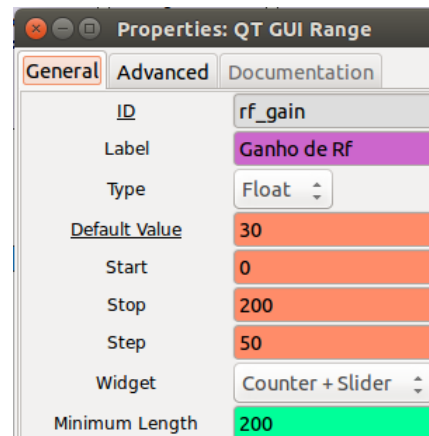 Properties: QT GUI Range
General Advanced Documentation
ID rf_gain
Label Ganho de Rf
Type Float
Default Value 30
Start 0
Stop 200
Step 50
Widget Counter + Slider
Minimum Length 200